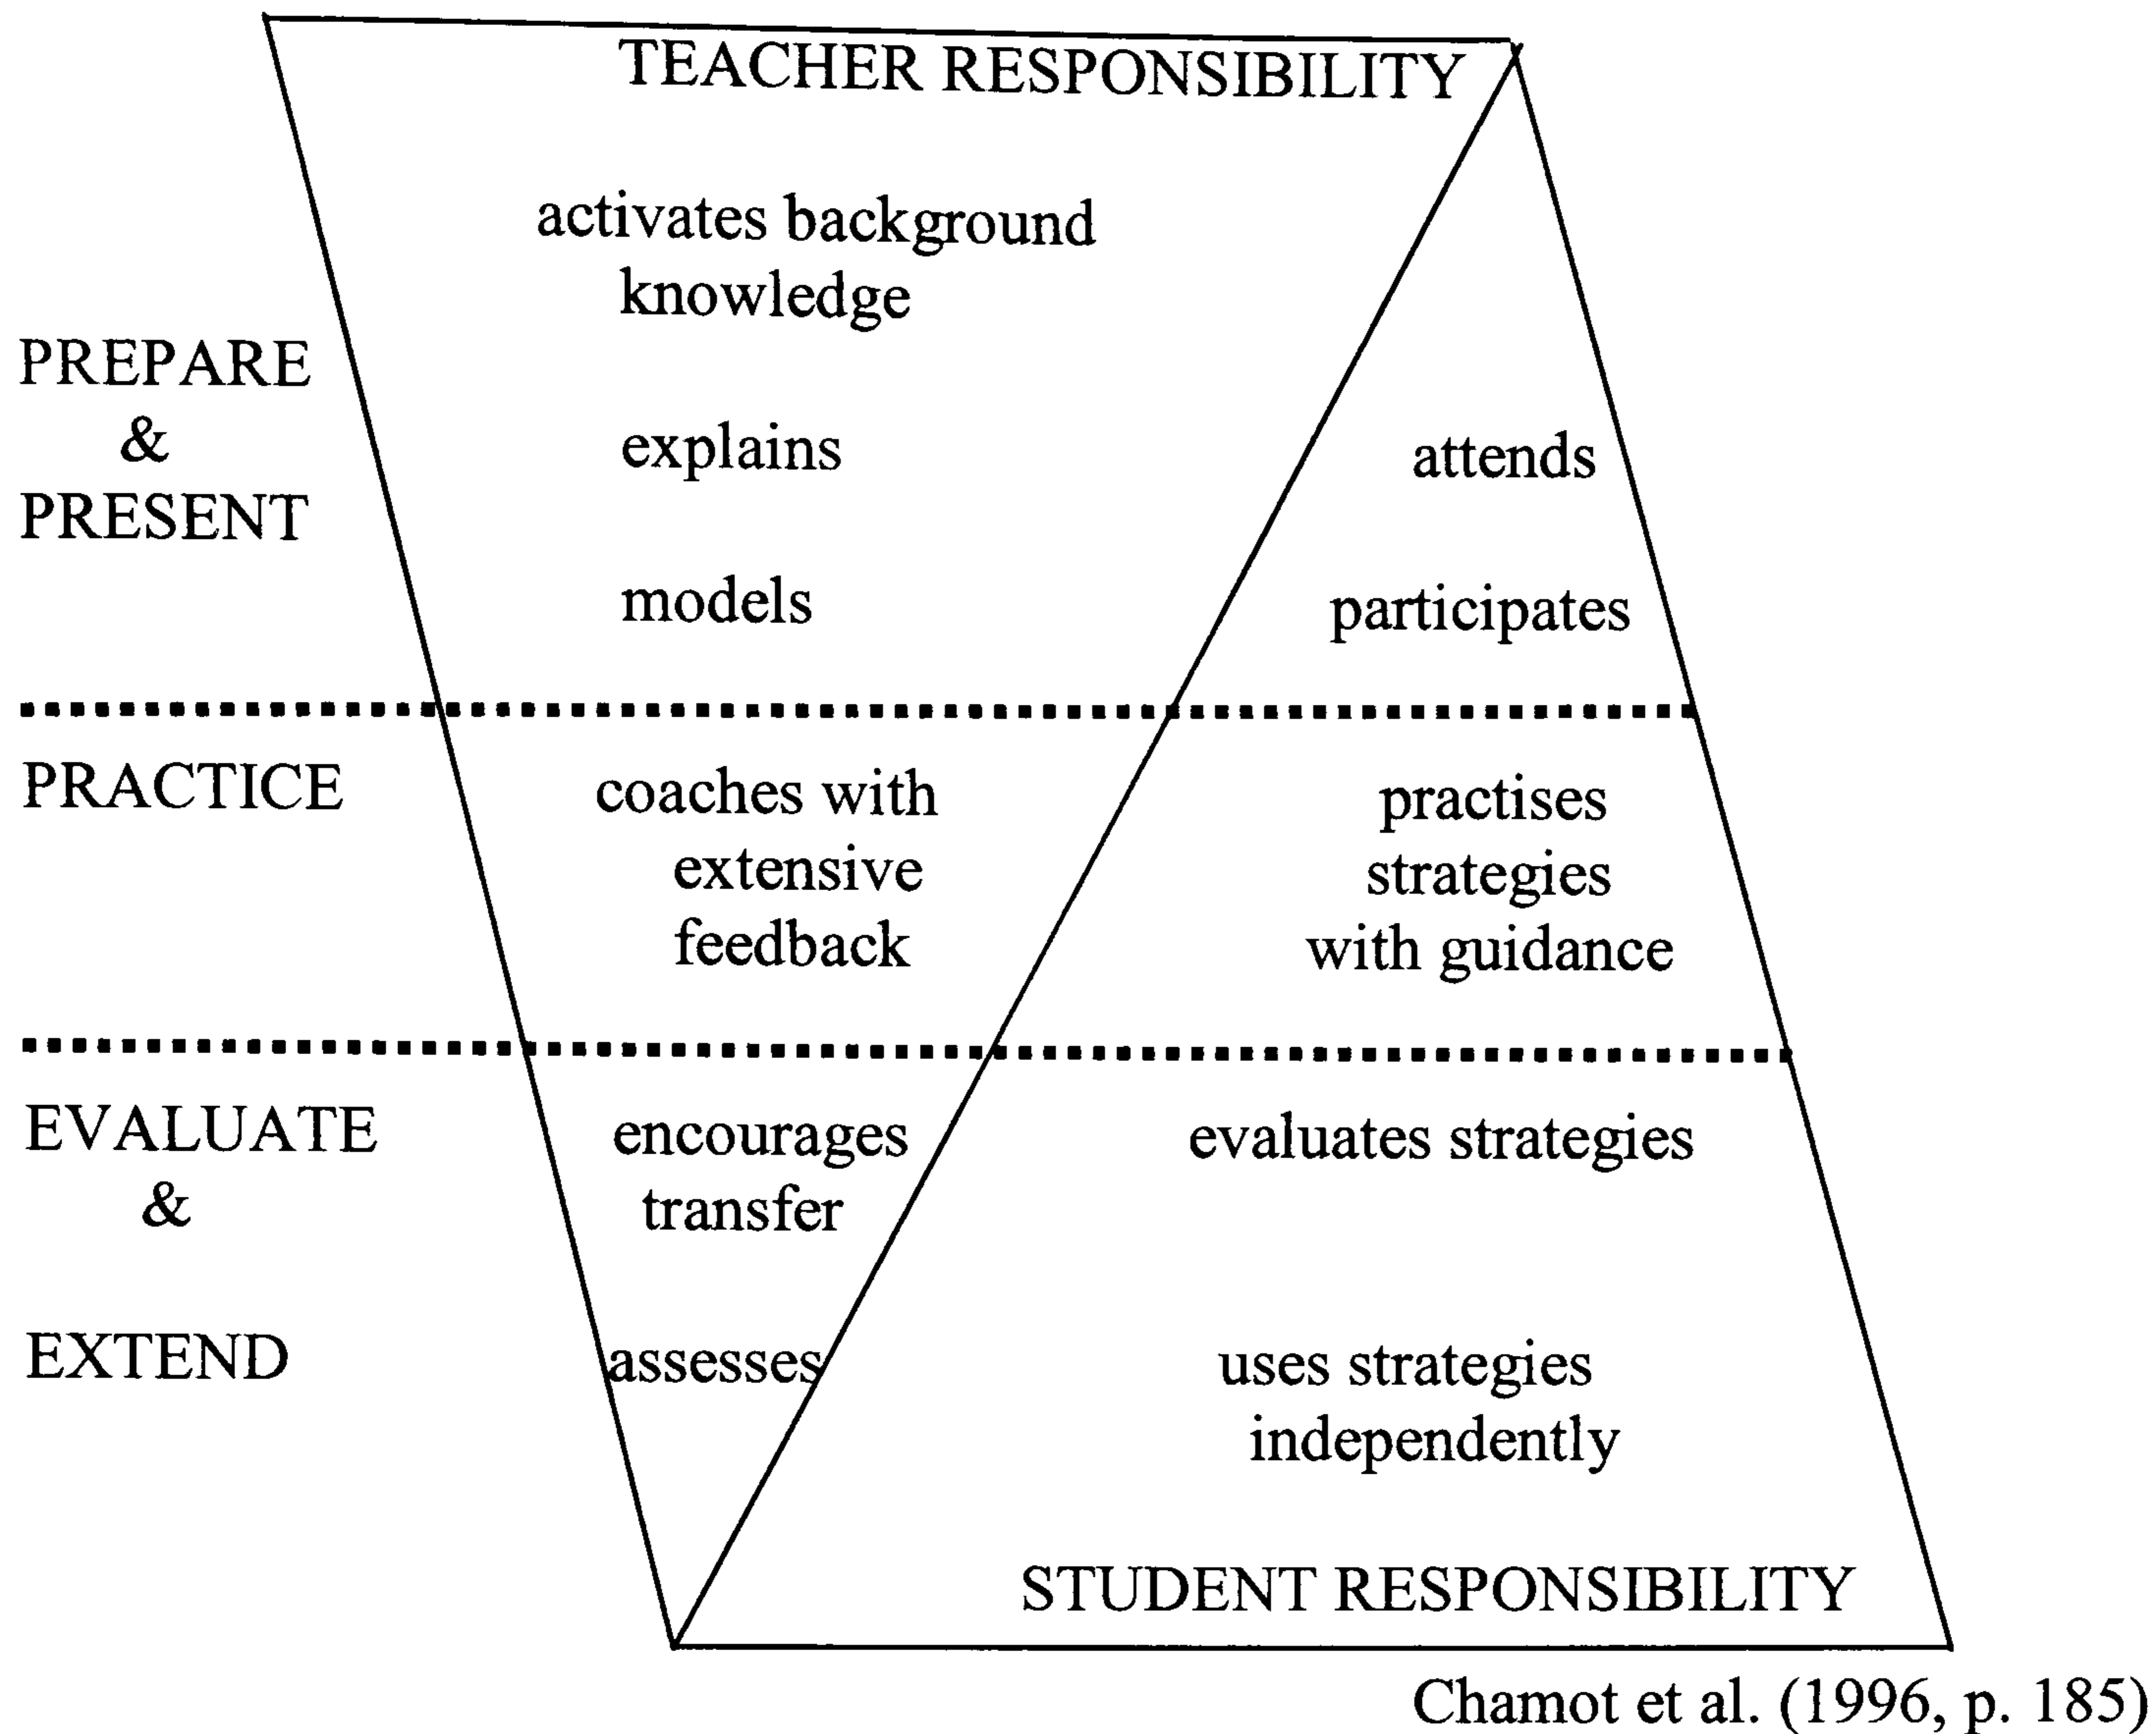 TEACHER RESPONSIBILITY
activates background
knowledge
PREPARE
&
PRESENT
explains
attends
models
participates
PRACTICE
coaches with
extensive
feedback
practises
strategies
with guidance
EVALUATE
&
EXTEND
encourages
transfer
evaluates strategies
assesses
uses strategies
independently
STUDENT RESPONSIBILITY
Chamot et al. (1996, p. 185)